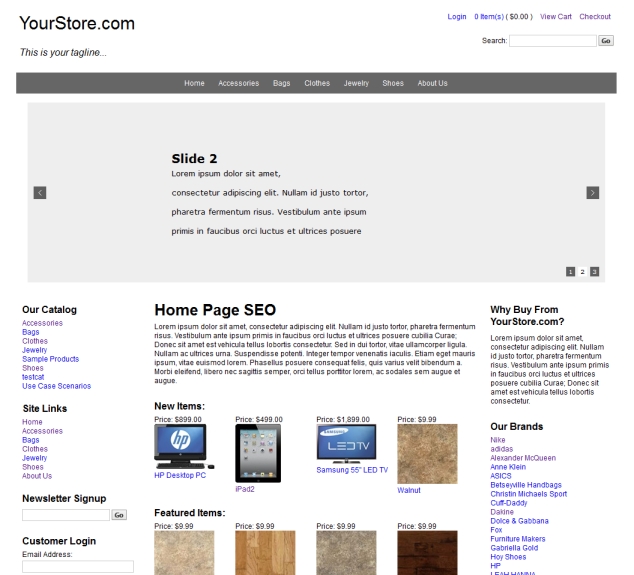 YourStore.com
Login 0 Item(s) ( $0.00 ) View Cart Checkout
Search: Go
This is your tagline...
Home Accessories Bags Clothes Jewelry Shoes About Us
Slide 2
Lorem ipsum dolor sit amet,
consectetur adipiscing elit. Nullam id justo tortor,
pharetra fermentum risus. Vestibulum ante ipsum
primis in faucibus orci luctus et ultrices posuere
< >
1 2 3
Our Catalog
Accessories
Bags
Clothes
Jewelry
Sample Products
Shoes
testcat
Use Case Scenarios
Site Links
Home
Accessories
Bags
Clothes
Jewelry
Shoes
About Us
Newsletter Signup
Go
Customer Login
Email Address:
Home Page SEO
Lorem ipsum dolor sit amet, consectetur adipiscing elit. Nullam id justo tortor, pharetra fermentum
risus. Vestibulum ante ipsum primis in faucibus orci luctus et ultrices posuere cubilia Curae;
Donec sit amet est vehicula tellus lobortis consectetur. Sed in dui tortor, vitae ullamcorper ligula.
Nullam ac ultrices urna. Suspendisse potenti. Integer tempor venenatis iaculis. Etiam eget mauris
ipsum, vitae euismod lorem. Phasellus posuere consequat felis, quis varius velit bibendum a.
Morbi eleifend, libero nec sagittis semper, orci tellus porttitor lorem, ac sodales sem augue et
augue.
New Items:
Price: $899.00 Price: $499.00 Price: $1,899.00 Price: $9.99
hp
SAMSUNG
LED TV
HP Desktop PC iPad2 Samsung 55" LED TV Walnut
Featured Items:
Price: $9.99 Price: $9.99 Price: $9.99 Price: $9.99
Why Buy From
YourStore.com?
Lorem ipsum dolor sit amet,
consectetur adipiscing elit. Nullam
id justo tortor, pharetra fermentum
risus. Vestibulum ante ipsum primis
in faucibus orci luctus et ultrices
posuere cubilia Curae; Donec sit
amet est vehicula tellus lobortis
consectetur.
Our Brands
Nike
adidas
Alexander McQueen
Anne Klein
ASICS
Betseyville Handbags
Christin Michaels Sport
Cuff-Daddy
Dakine
Dolce & Gabbana
Fox
Furniture Makers
Gabriella Gold
Hoy Shoes
HP
LEAH HANNA